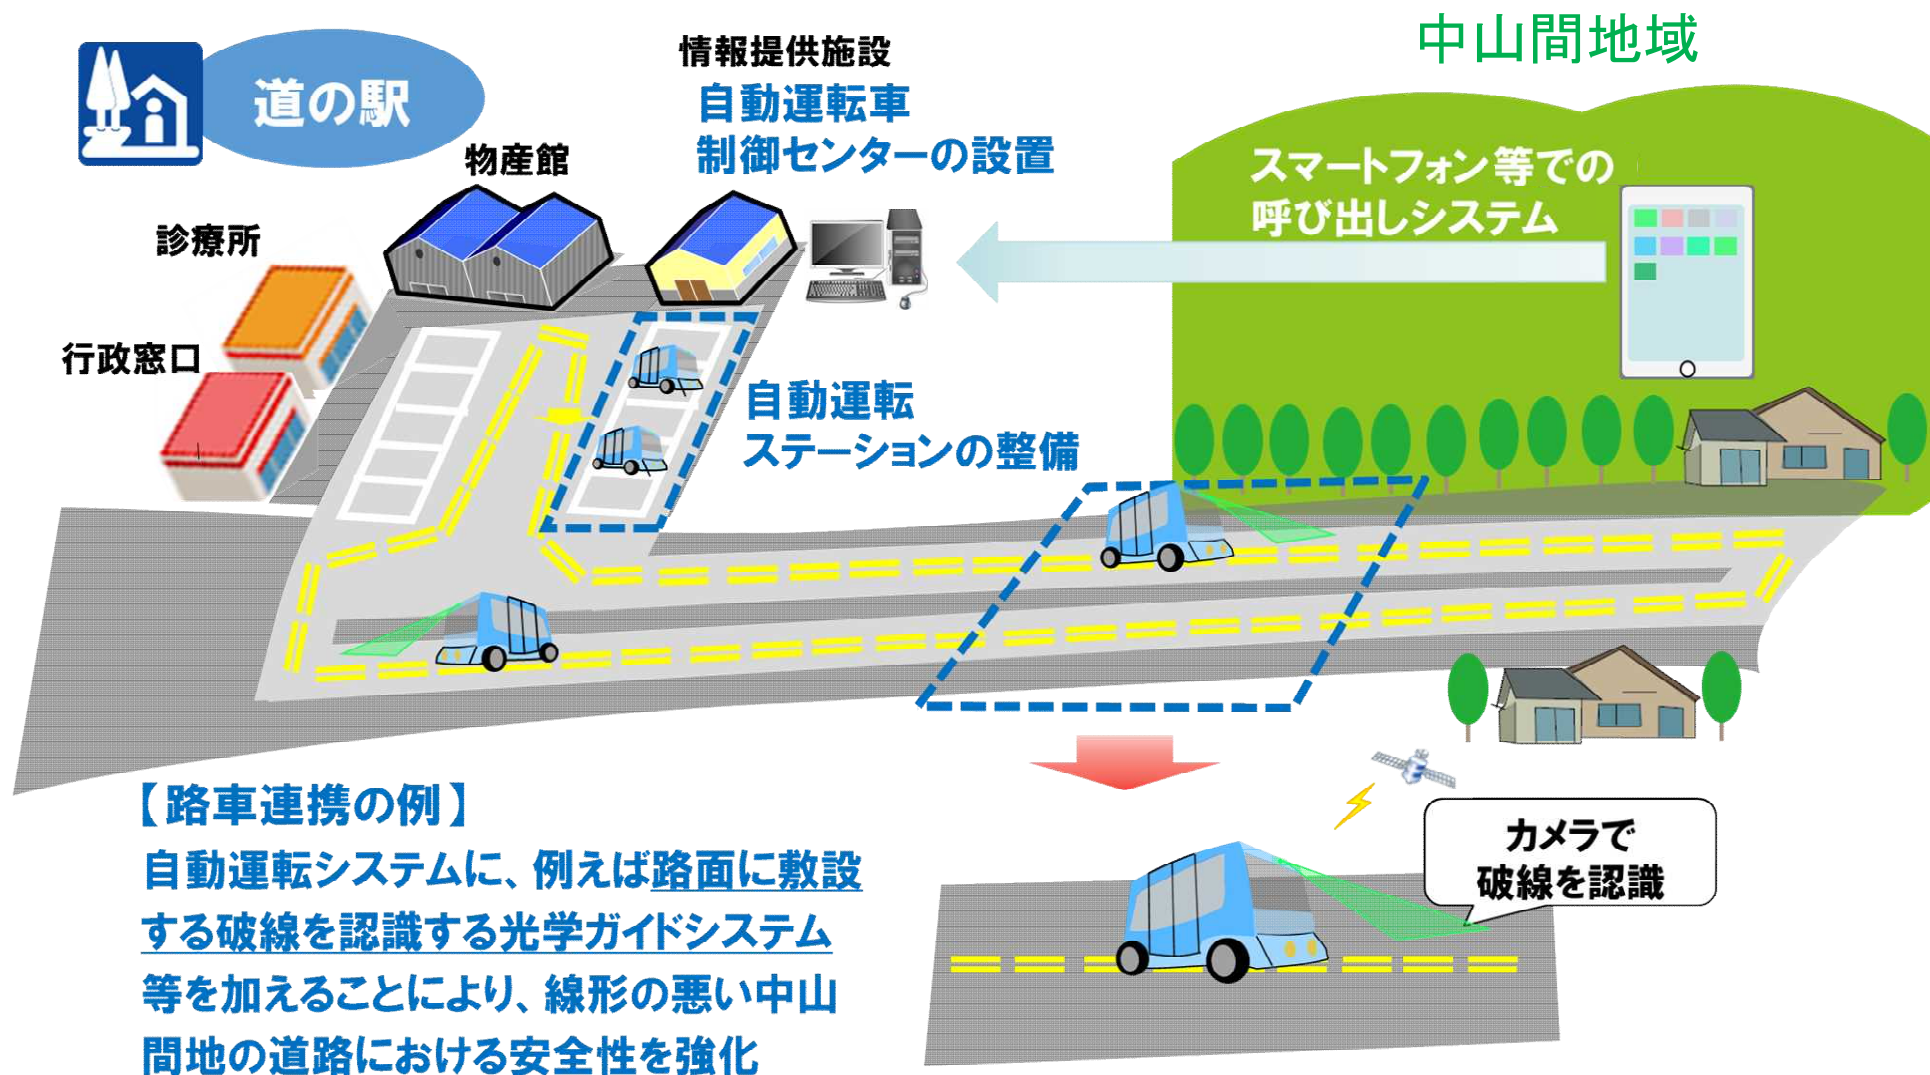 中山間地域
道の駅
情報提供施設
自動運転車
制御センターの設置
物産館
スマートフォン等での
呼び出しシステム
診療所
行政窓口
自動運転
ステーションの整備
【路車連携の例】
自動運転システムに、例えば路面に敷設
する破線を認識する光学ガイドシステム
等を加えることにより、線形の悪い中山
間地の道路における安全性を強化
カメラで
破線を認識